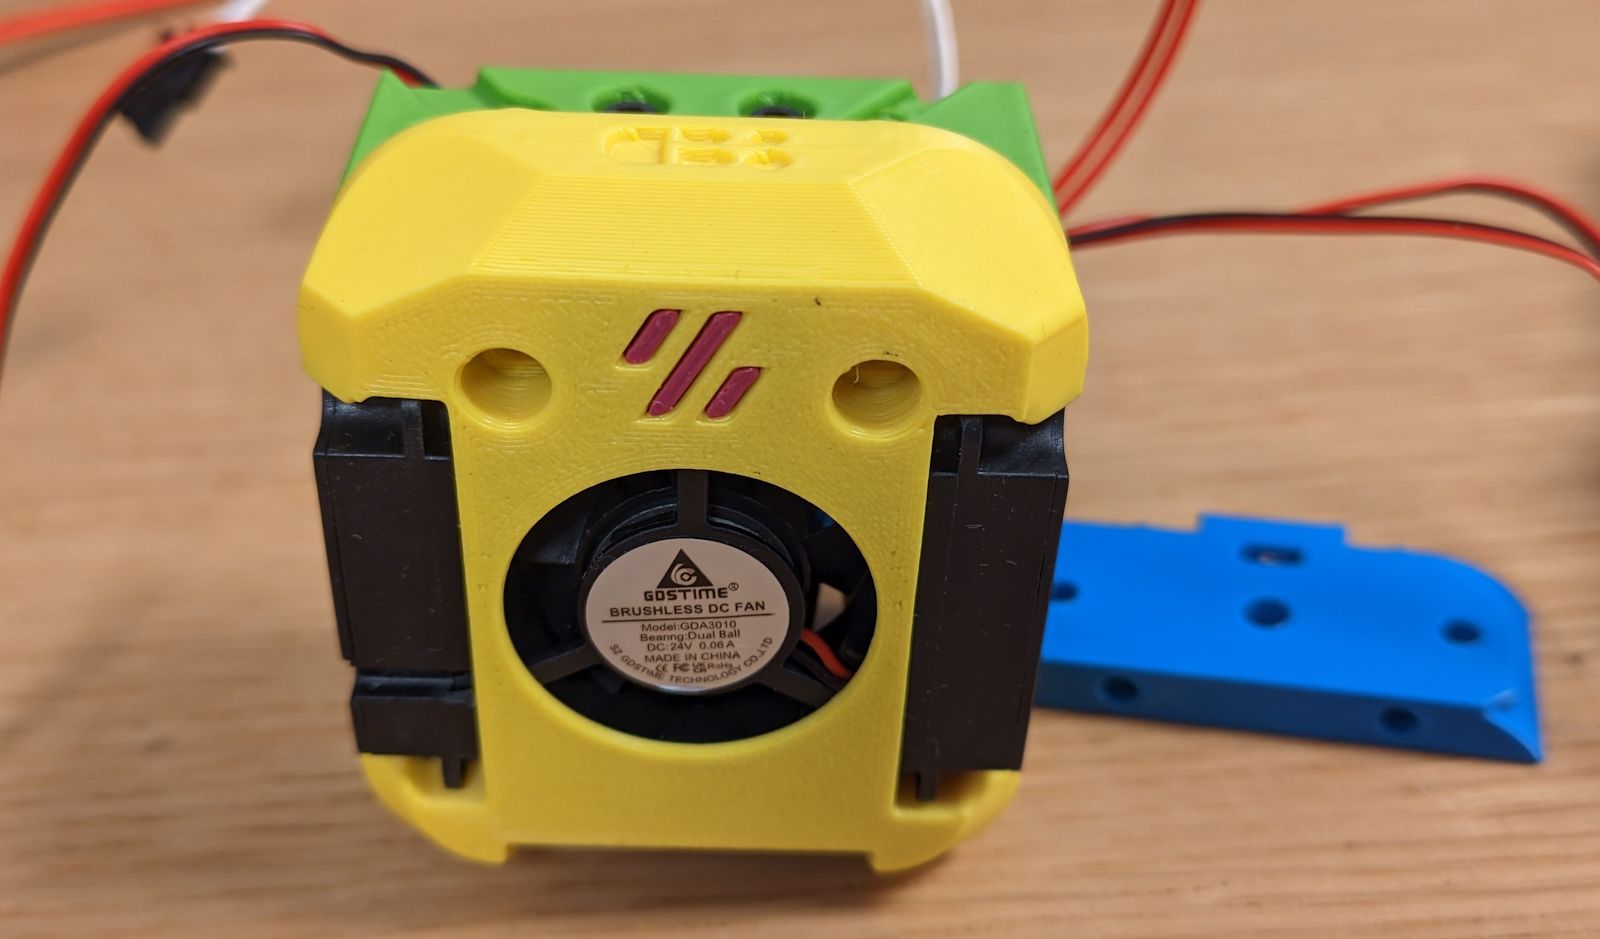 GDSTIME®
BRUSHLESS DC FAN
Model:GDA3010
Bearing:Dual Ball
DC:24V 0.06A
MADE IN CHINA
CE FC UKCA RoHS
SZ GDSTIME TECHNOLOGY CO.,LTD